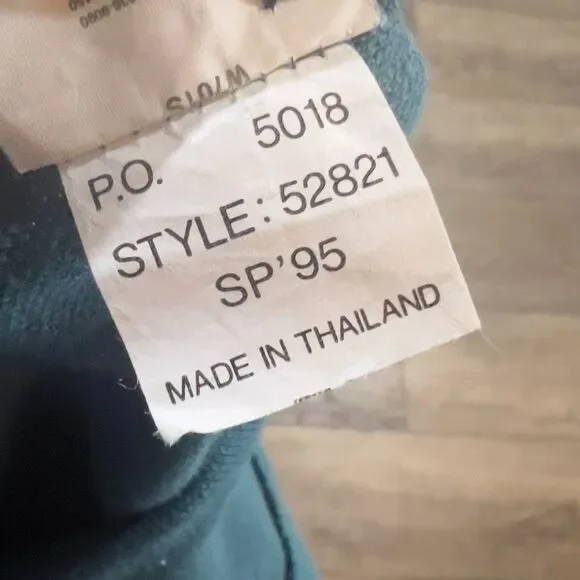 P.O. 5018
STYLE: 52821
SP'95
MADE IN THAILAND